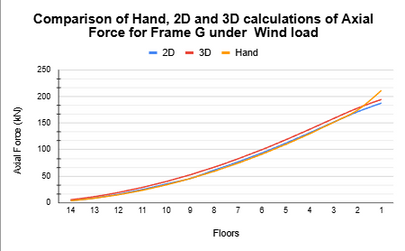 Comparison of Hand, 2D and 3D calculations of Axial
Force for Frame G under  Wind load
2D 3D Hand
Axial Force (kN)
250
200
150
100
50
0
14 13 12 11 10 9 8 7 6 5 4 3 2 1
Floors